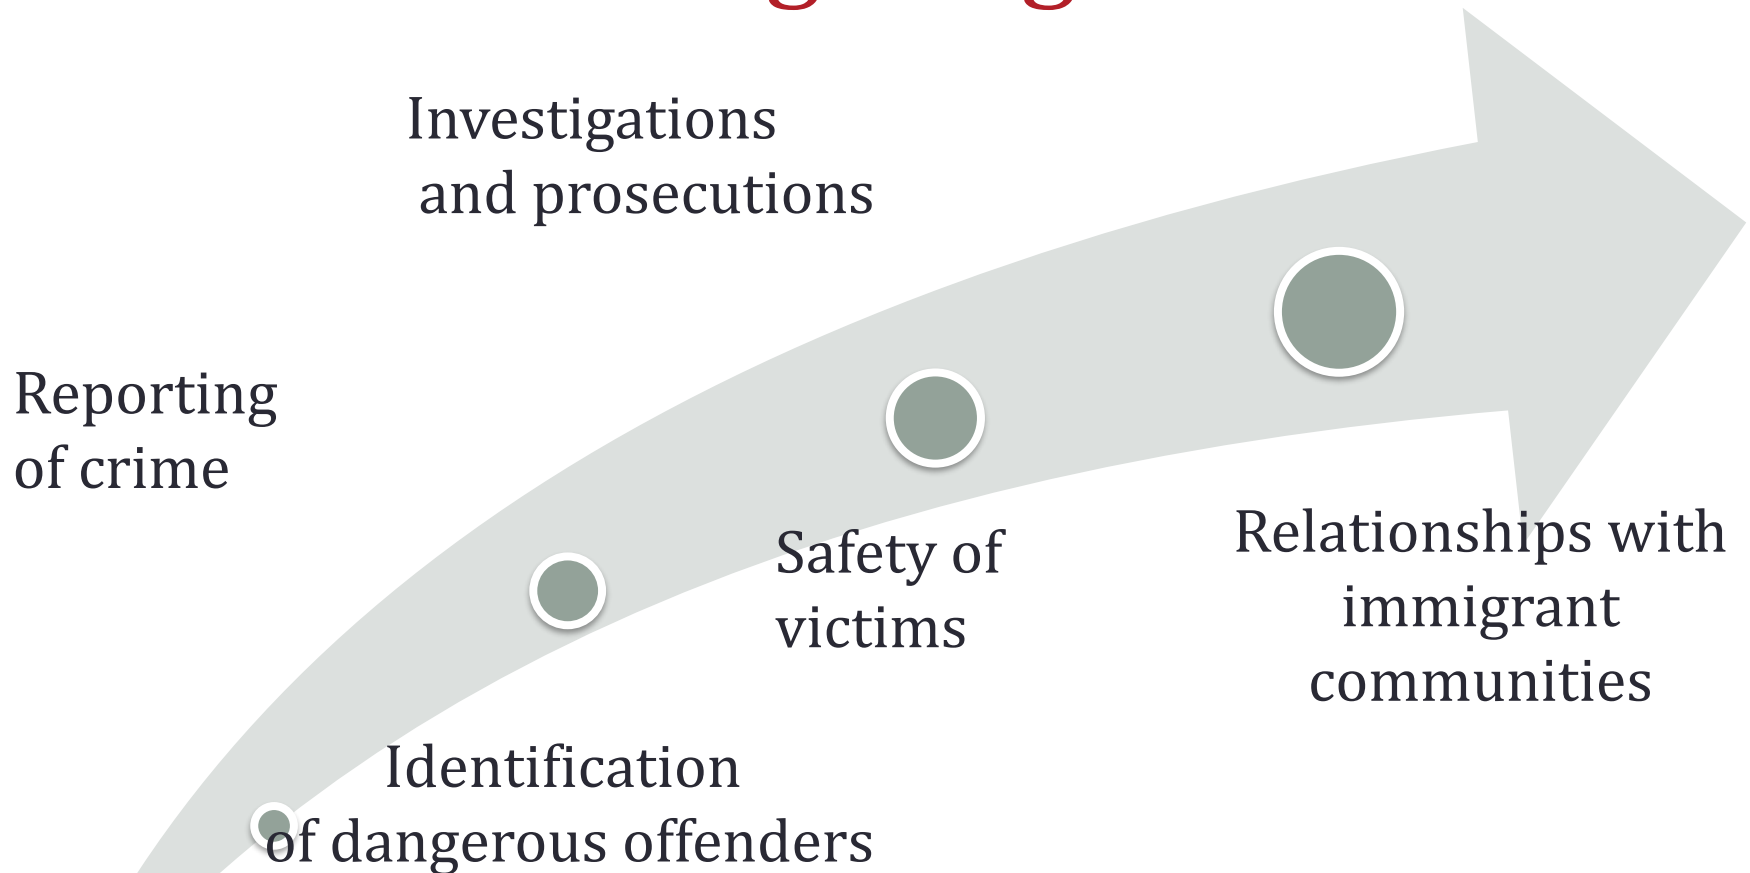 Investigations
and prosecutions
Reporting
of crime
Safety of
victims
Relationships with
immigrant
communities
Identification
of dangerous offenders